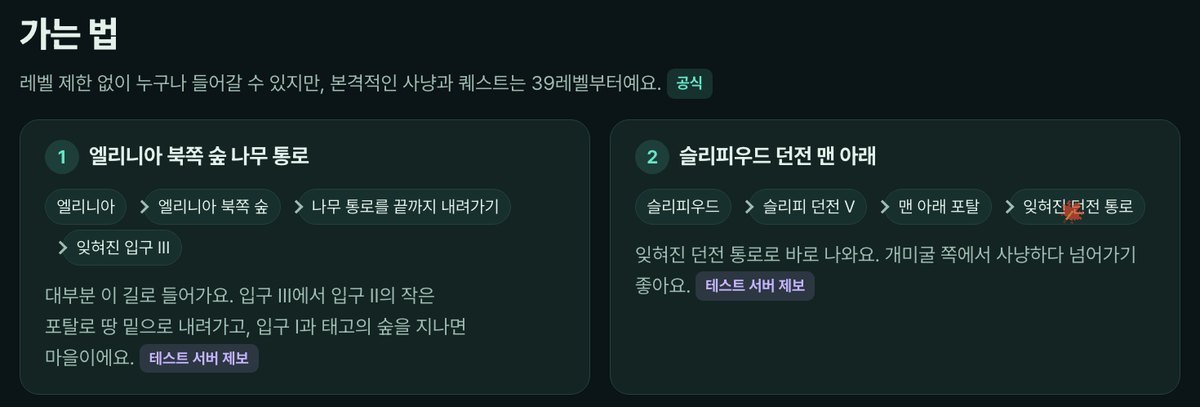 가는 법
레벨 제한 없이 누구나 들어갈 수 있지만, 본격적인 사냥과 퀘스트는 39레벨부터예요. 공식
1 엘리니아 북쪽 숲 나무 통로
엘리니아 > 엘리니아 북쪽 숲 > 나무 통로를 끝까지 내려가기
> 잊혀진 입구 III
대부분 이 길로 들어가요. 입구 III에서 입구 II의 작은
포탈로 땅 밑으로 내려가고, 입구 I과 태고의 숲을 지나면
마을이에요. 테스트 서버 제보
2 슬리피우드 던전 맨 아래
슬리피우드 > 슬리피 던전 V > 맨 아래 포탈 > 잊혀진 던전 통로
잊혀진 던전 통로로 바로 나와요. 개미굴 쪽에서 사냥하다 넘어가기
좋아요. 테스트 서버 제보